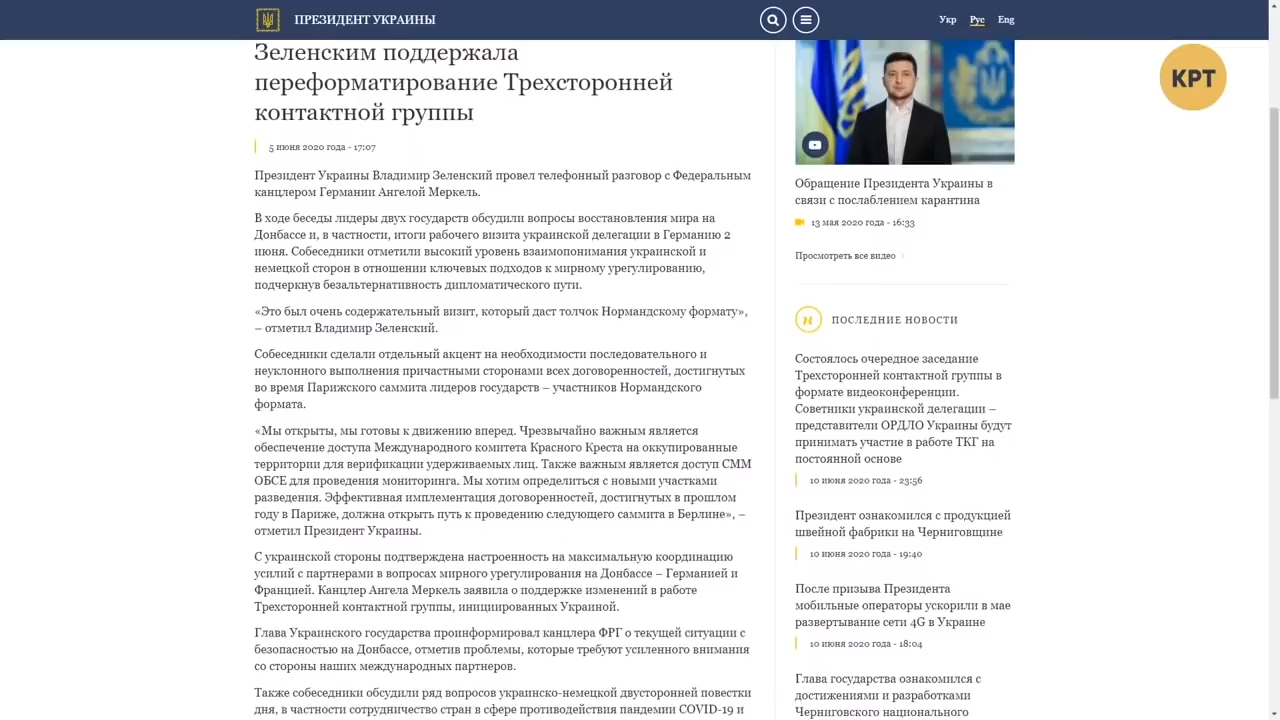 ПРЕЗИДЕНТ УКРАИНЫ
Укр Рус Eng
КРТ
Зеленским поддержала
переформатирование Трехсторонней
контактной группы
5 июня 2020 года - 17:07
Президент Украины Владимир Зеленский провел телефонный разговор с Федеральным
канцлером Германии Ангелой Меркель.
В ходе беседы лидеры двух государств обсудили вопросы восстановления мира на
Донбассе и, в частности, итоги рабочего визита украинской делегации в Германию 2
июня. Собеседники отметили высокий уровень взаимопонимания украинской и
немецкой сторон в отношении ключевых подходов к мирному урегулированию,
подчеркнув безальтернативность дипломатического пути.
«Это был очень содержательный визит, который даст толчок Нормандскому формату»,
– отметил Владимир Зеленский.
Собеседники сделали отдельный акцент на необходимости последовательного и
неуклонного выполнения причастными сторонами всех договоренностей, достигнутых
во время Парижского саммита лидеров государств – участников Нормандского
формата.
«Мы открыты, мы готовы к движению вперед. Чрезвычайно важным является
обеспечение доступа Международного комитета Красного Креста на оккупированные
территории для верификации удерживаемых лиц. Также важным является доступ СММ
ОБСЕ для проведения мониторинга. Мы хотим определиться с новыми участками
разведения. Эффективная имплементация договоренностей, достигнутых в прошлом
году в Париже, должна открыть путь к проведению следующего саммита в Берлине», –
отметил Президент Украины.
С украинской стороны подтверждена настроенность на максимальную координацию
усилий с партнерами в вопросах мирного урегулирования на Донбассе – Германией и
Францией. Канцлер Ангела Меркель заявила о поддержке изменений в работе
Трехсторонней контактной группы, инициированных Украиной.
Глава Украинского государства проинформировал канцлера ФРГ о текущей ситуации с
безопасностью на Донбассе, отметив проблемы, которые требуют усиленного внимания
со стороны наших международных партнеров.
Также собеседники обсудили ряд вопросов украинско-немецкой двусторонней повестки
дня, в частности сотрудничество стран в сфере противодействия пандемии COVID-19 и
Обращение Президента Украины в
связи с послаблением карантина
13 мая 2020 года - 16:33
Просмотреть все видео
ПОСЛЕДНИЕ НОВОСТИ
Состоялось очередное заседание
Трехсторонней контактной группы в
формате видеоконференции.
Советники украинской делегации –
представители ОРДЛО Украины будут
принимать участие в работе ТКГ на
постоянной основе
10 июня 2020 года - 23:56
Президент ознакомился с продукцией
швейной фабрики на Черниговщине
10 июня 2020 года - 19:40
После призыва Президента
мобильные операторы ускорили в мае
развертывание сети 4G в Украине
10 июня 2020 года - 18:04
Глава государства ознакомился с
достижениями и разработками
Черниговского национального